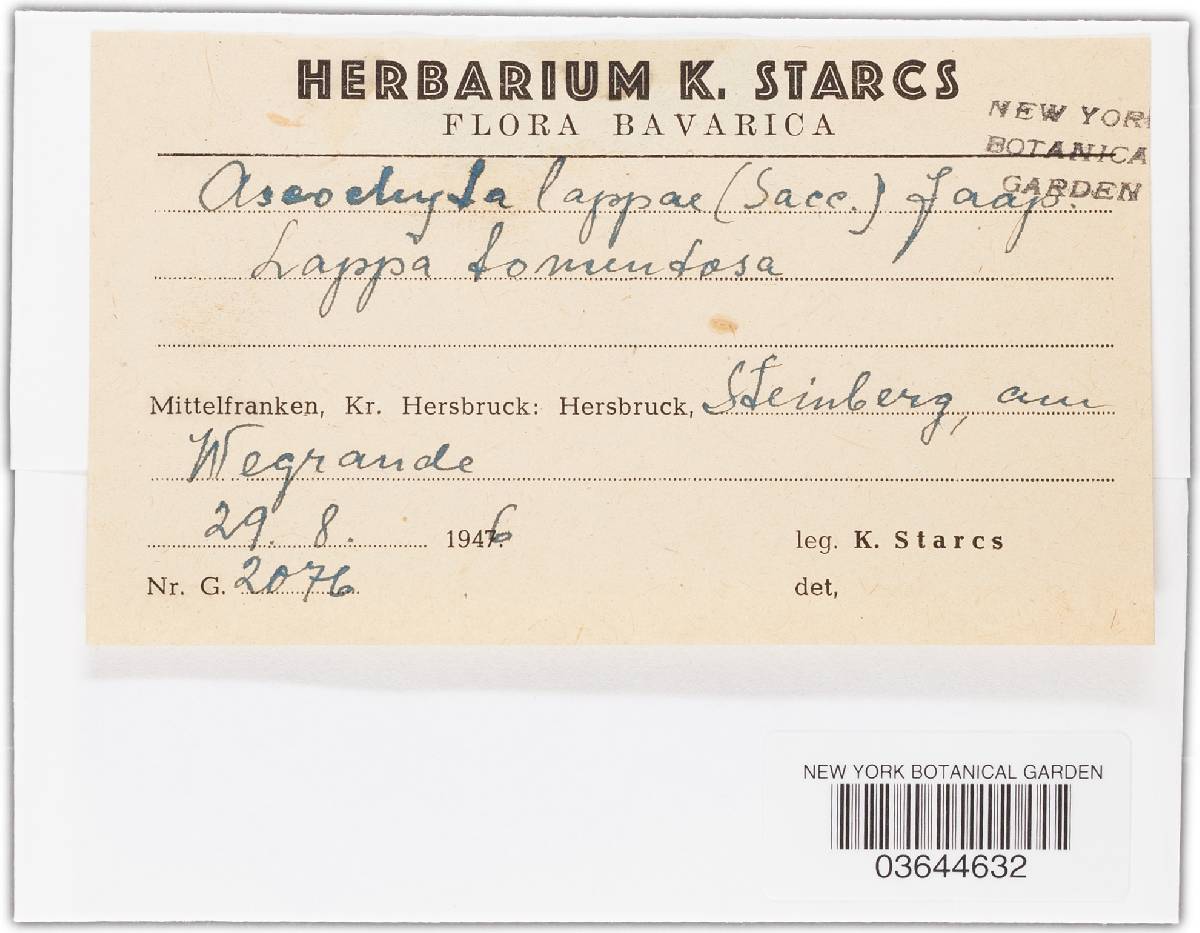 HERBARIUM K. STARCS
FLORA BAVARICA
NEW YOR
BOTANICA
GARDEN
Ascochyta lappae (Sacc.) Jaap.
Lappa tomentosa
Mittelfranken, Kr. Hersbruck: Hersbruck, Steinberg, am
Wegrande
29. 8. 1946 leg. K. Starcs
Nr. G. 2076 det,
NEW YORK BOTANICAL GARDEN
03644632